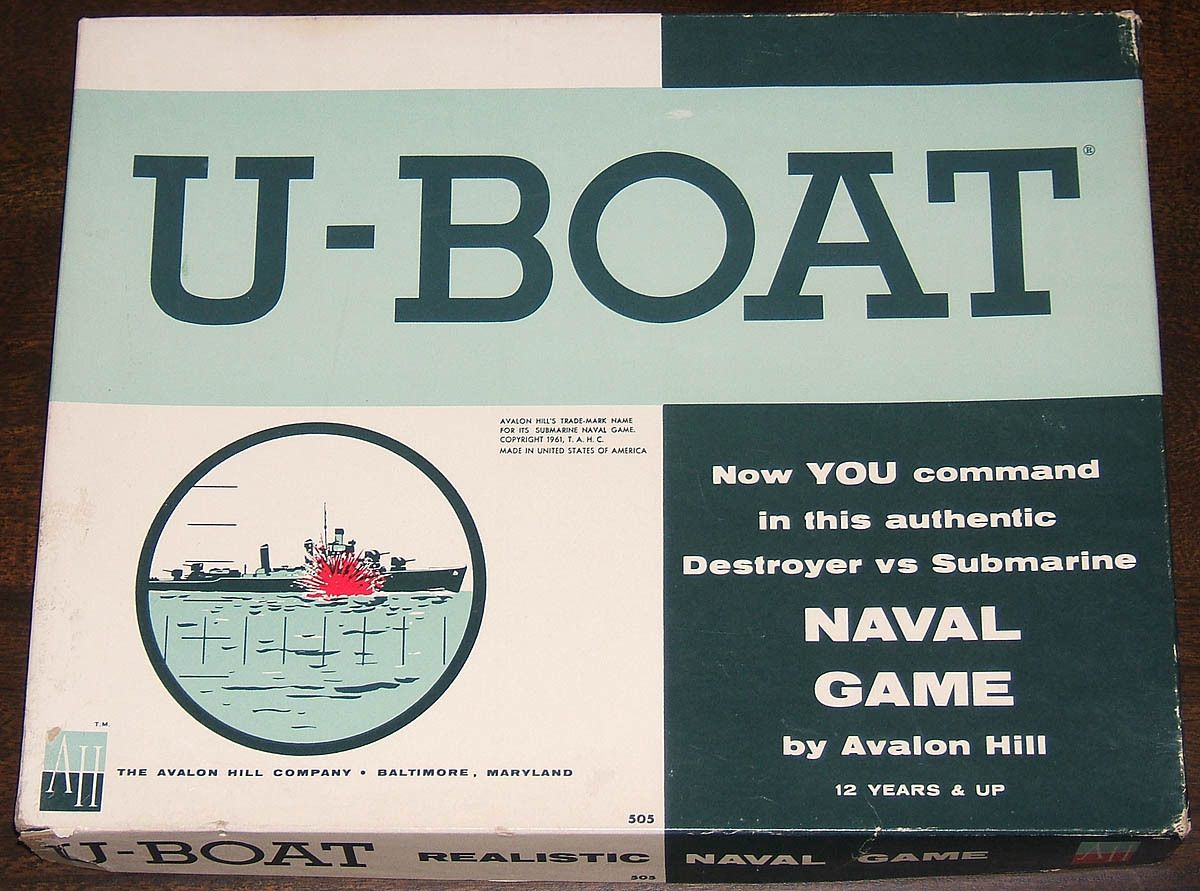 U-BOAT®
AVALON HILL'S TRADE-MARK NAME
FOR ITS SUBMARINE NAVAL GAME.
COPYRIGHT 1961, T. A. H. C.
MADE IN UNITED STATES OF AMERICA
Now YOU command
in this authentic
Destroyer vs Submarine
NAVAL
GAME
by Avalon Hill
12 YEARS & UP
T.M.
AH
THE AVALON HILL COMPANY • BALTIMORE, MARYLAND
505
U-BOAT REALISTIC NAVAL GAME AH
505